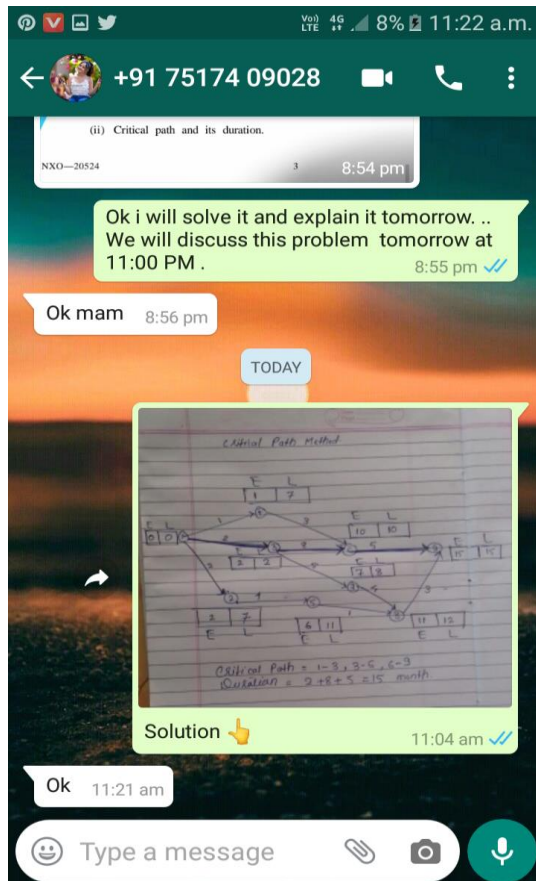 Voı) LTE 4G 8% 11:22 a.m.
+91 75174 09028
(ii) Critical path and its duration.
NXO—20524 3 8:54 pm
Ok i will solve it and explain it tomorrow. ..
We will discuss this problem tomorrow at
11:00 PM .
8:55 pm
Ok mam 8:56 pm
TODAY
Critical Path Method
E L
1 7
E L
10 10
E L
0 0
E L
15 15
2 2
E L
7 8
2 7
E L
6 11
E L
11 12
E L
Critical Path = 1-3, 3-6, 6-9
Duration = 2+8+5 =15 month
Solution 👆
11:04 am
Ok 11:21 am
Type a message